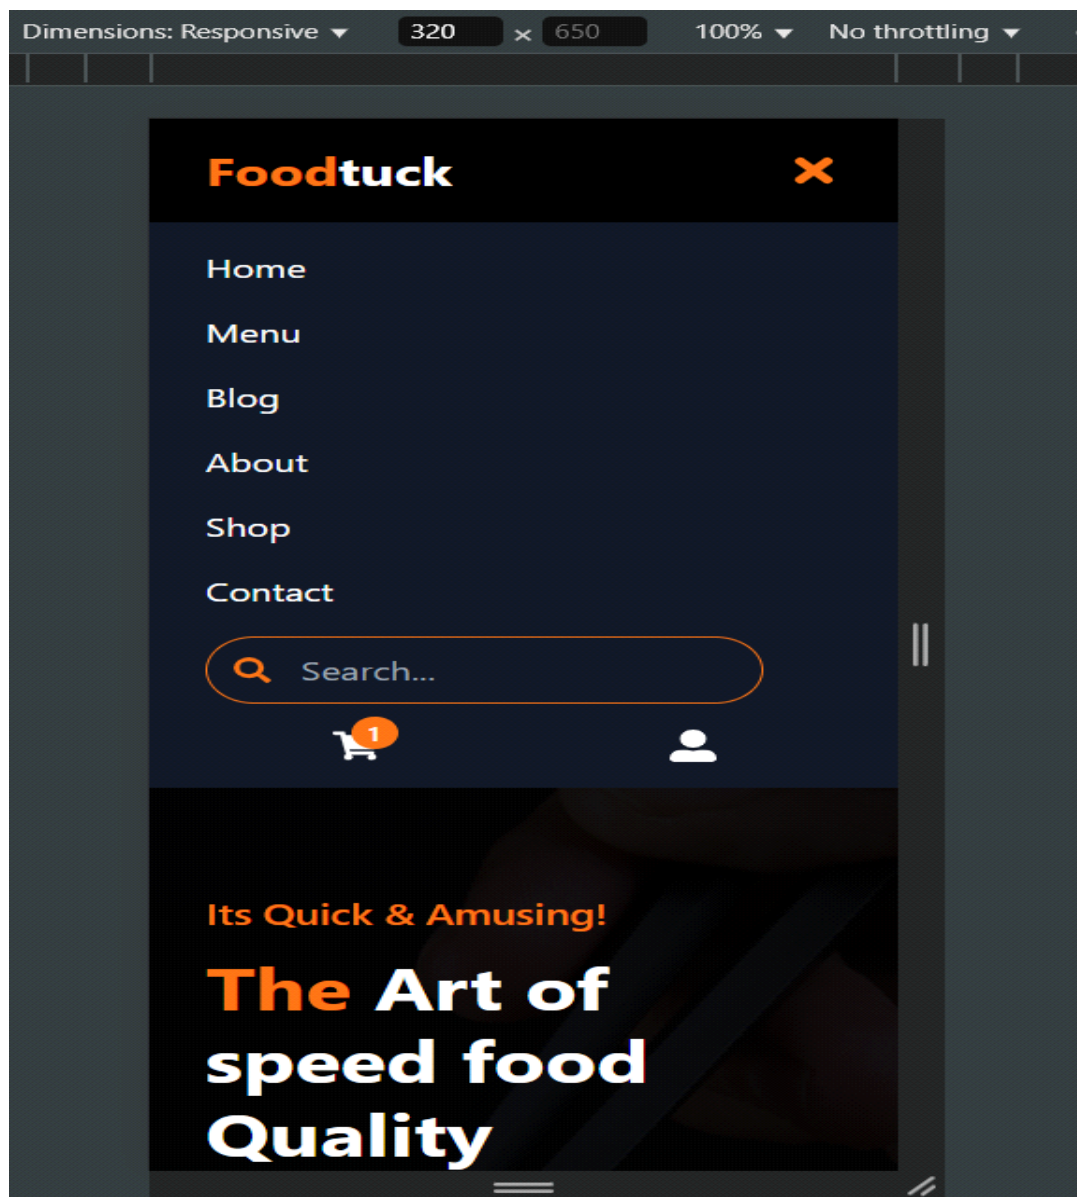 Dimensions: Responsive 320 × 650 100% No throttling
Foodtuck
Home
Menu
Blog
About
Shop
Contact
Search...
1
Its Quick & Amusing!
The Art of
speed food
Quality